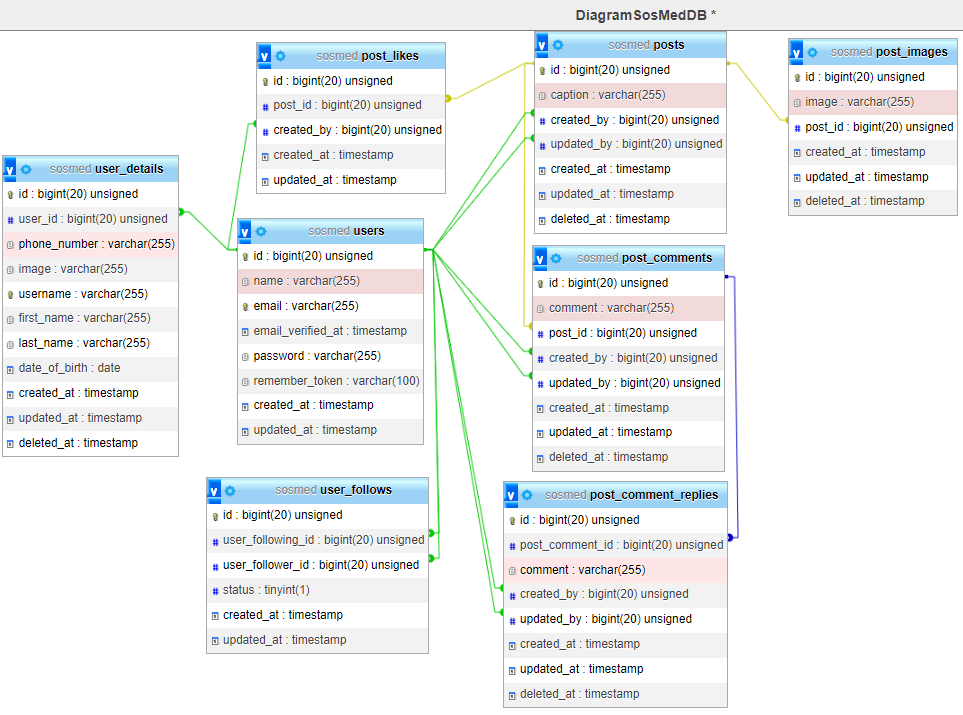 DiagramSosMedDB *
v sosmed post_likes
id : bigint(20) unsigned
# post_id : bigint(20) unsigned
# created_by : bigint(20) unsigned
created_at : timestamp
updated_at : timestamp
v sosmed posts
id : bigint(20) unsigned
caption : varchar(255)
# created_by : bigint(20) unsigned
# updated_by : bigint(20) unsigned
created_at : timestamp
updated_at : timestamp
deleted_at : timestamp
v sosmed post_images
id : bigint(20) unsigned
image : varchar(255)
# post_id : bigint(20) unsigned
created_at : timestamp
updated_at : timestamp
deleted_at : timestamp
v sosmed user_details
id : bigint(20) unsigned
# user_id : bigint(20) unsigned
phone_number : varchar(255)
image : varchar(255)
username : varchar(255)
first_name : varchar(255)
last_name : varchar(255)
date_of_birth : date
created_at : timestamp
updated_at : timestamp
deleted_at : timestamp
v sosmed users
id : bigint(20) unsigned
name : varchar(255)
email : varchar(255)
email_verified_at : timestamp
password : varchar(255)
remember_token : varchar(100)
created_at : timestamp
updated_at : timestamp
v sosmed post_comments
id : bigint(20) unsigned
comment : varchar(255)
# post_id : bigint(20) unsigned
# created_by : bigint(20) unsigned
# updated_by : bigint(20) unsigned
created_at : timestamp
updated_at : timestamp
deleted_at : timestamp
v sosmed user_follows
id : bigint(20) unsigned
# user_following_id : bigint(20) unsigned
# user_follower_id : bigint(20) unsigned
# status : tinyint(1)
created_at : timestamp
updated_at : timestamp
v sosmed post_comment_replies
id : bigint(20) unsigned
# post_comment_id : bigint(20) unsigned
comment : varchar(255)
# created_by : bigint(20) unsigned
# updated_by : bigint(20) unsigned
created_at : timestamp
updated_at : timestamp
deleted_at : timestamp